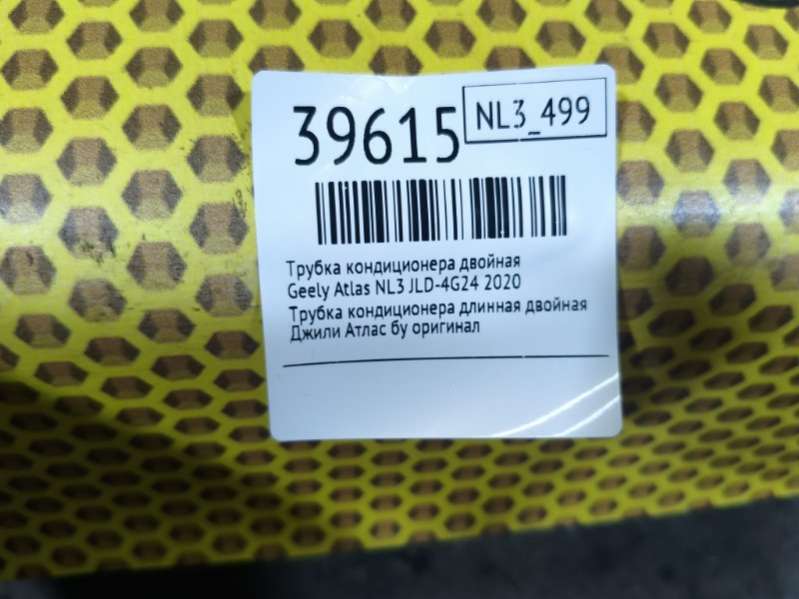 39615
NL3_499
Трубка кондиционера двойная
Geely Atlas NL3 JLD-4G24 2020
Трубка кондиционера длинная двойная
Джили Атлас бу оригинал